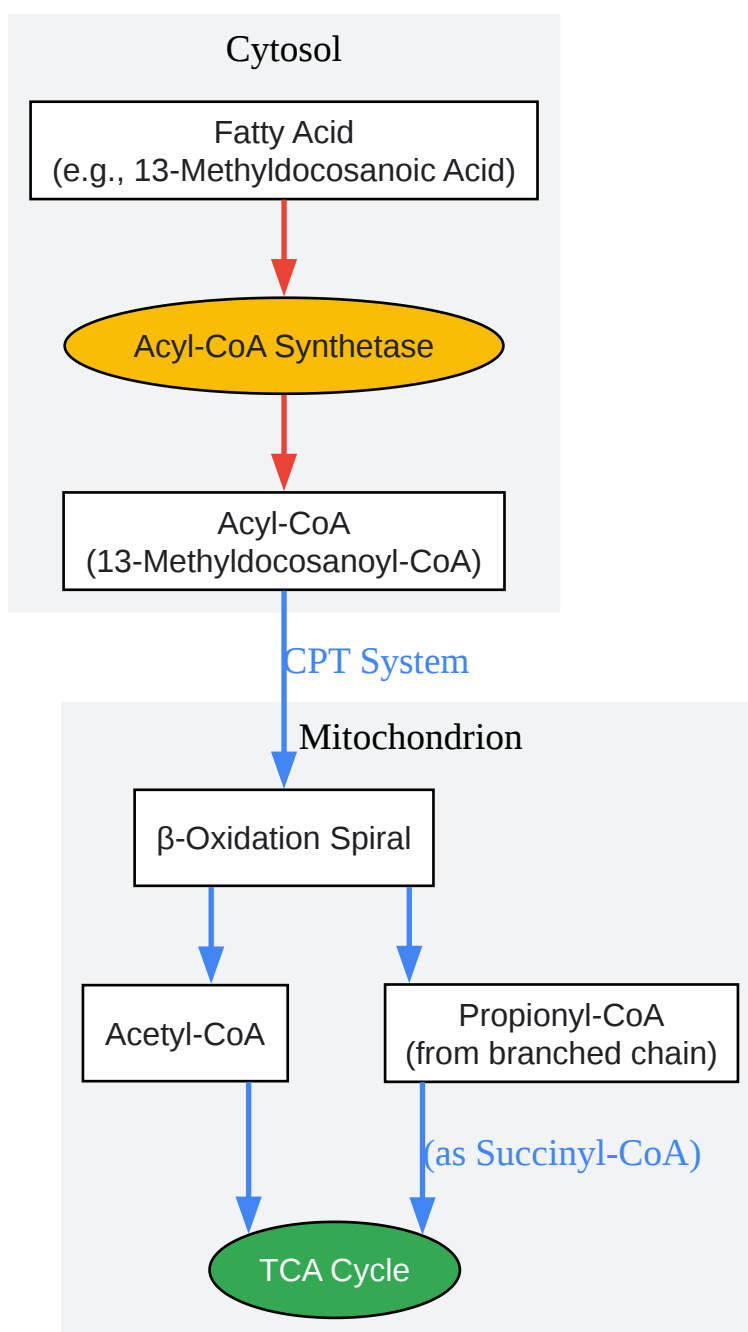 Cytosol
Fatty Acid
(e.g., 13-Methyldocosanoic Acid)
Acyl-CoA Synthetase
Acyl-CoA
(13-Methyldocosanoyl-CoA)
CPT System
Mitochondrion
β-Oxidation Spiral
Acetyl-CoA
Propionyl-CoA
(from branched chain)
(as Succinyl-CoA)
TCA Cycle